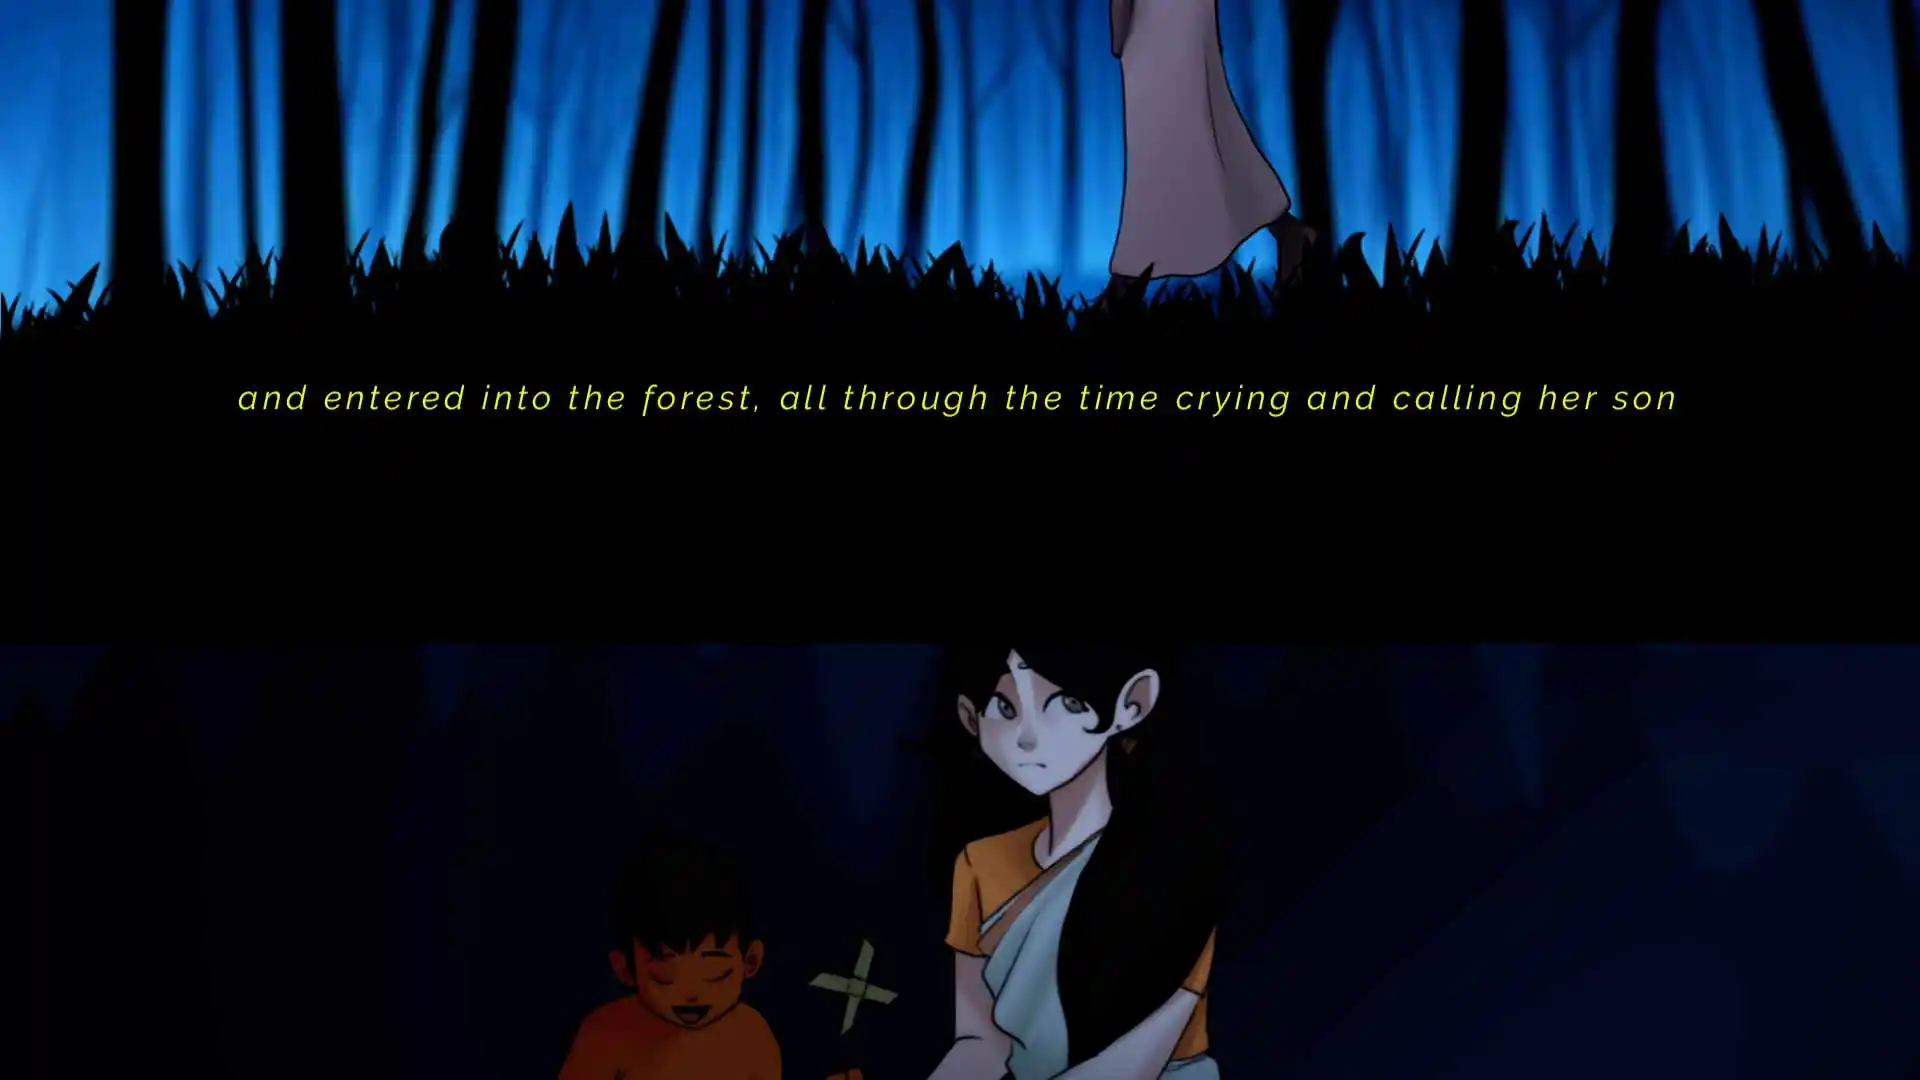 and entered into the forest, all through the time crying and calling her son